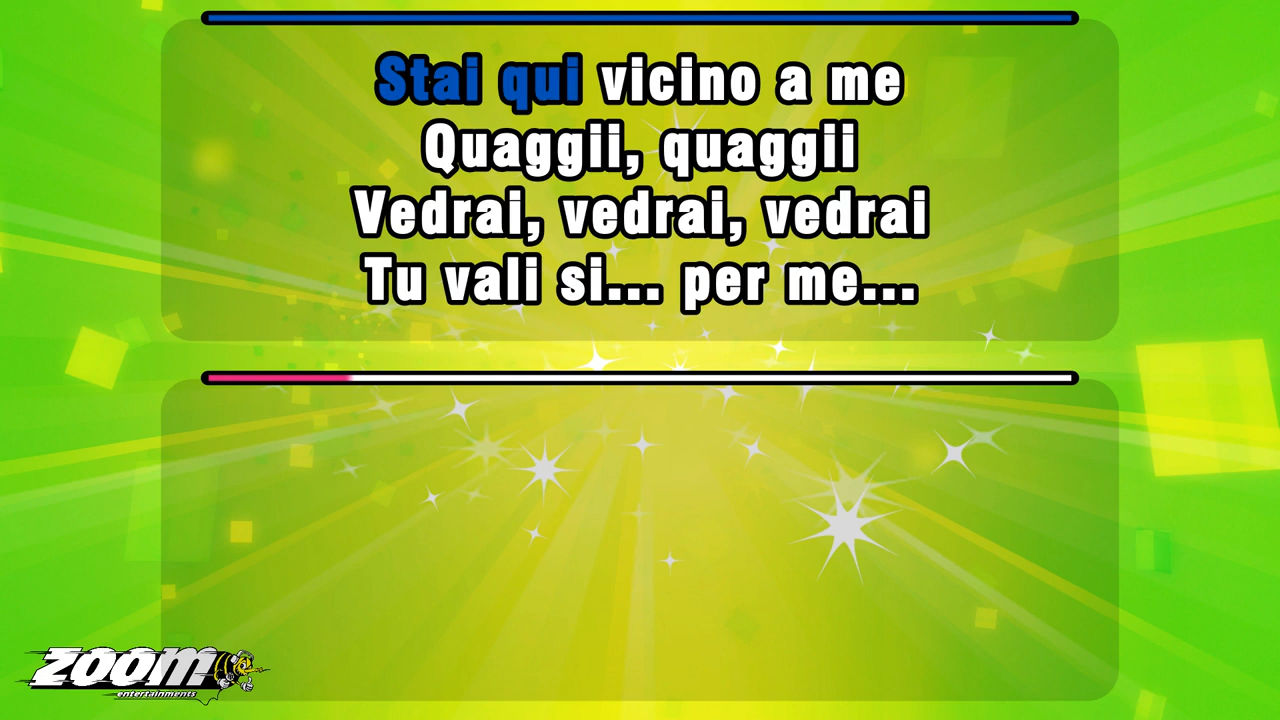 Stai qui vicino a me
Quaggii, quaggii
Vedrai, vedrai, vedrai
Tu vali si... per me...
zoom
entertainments